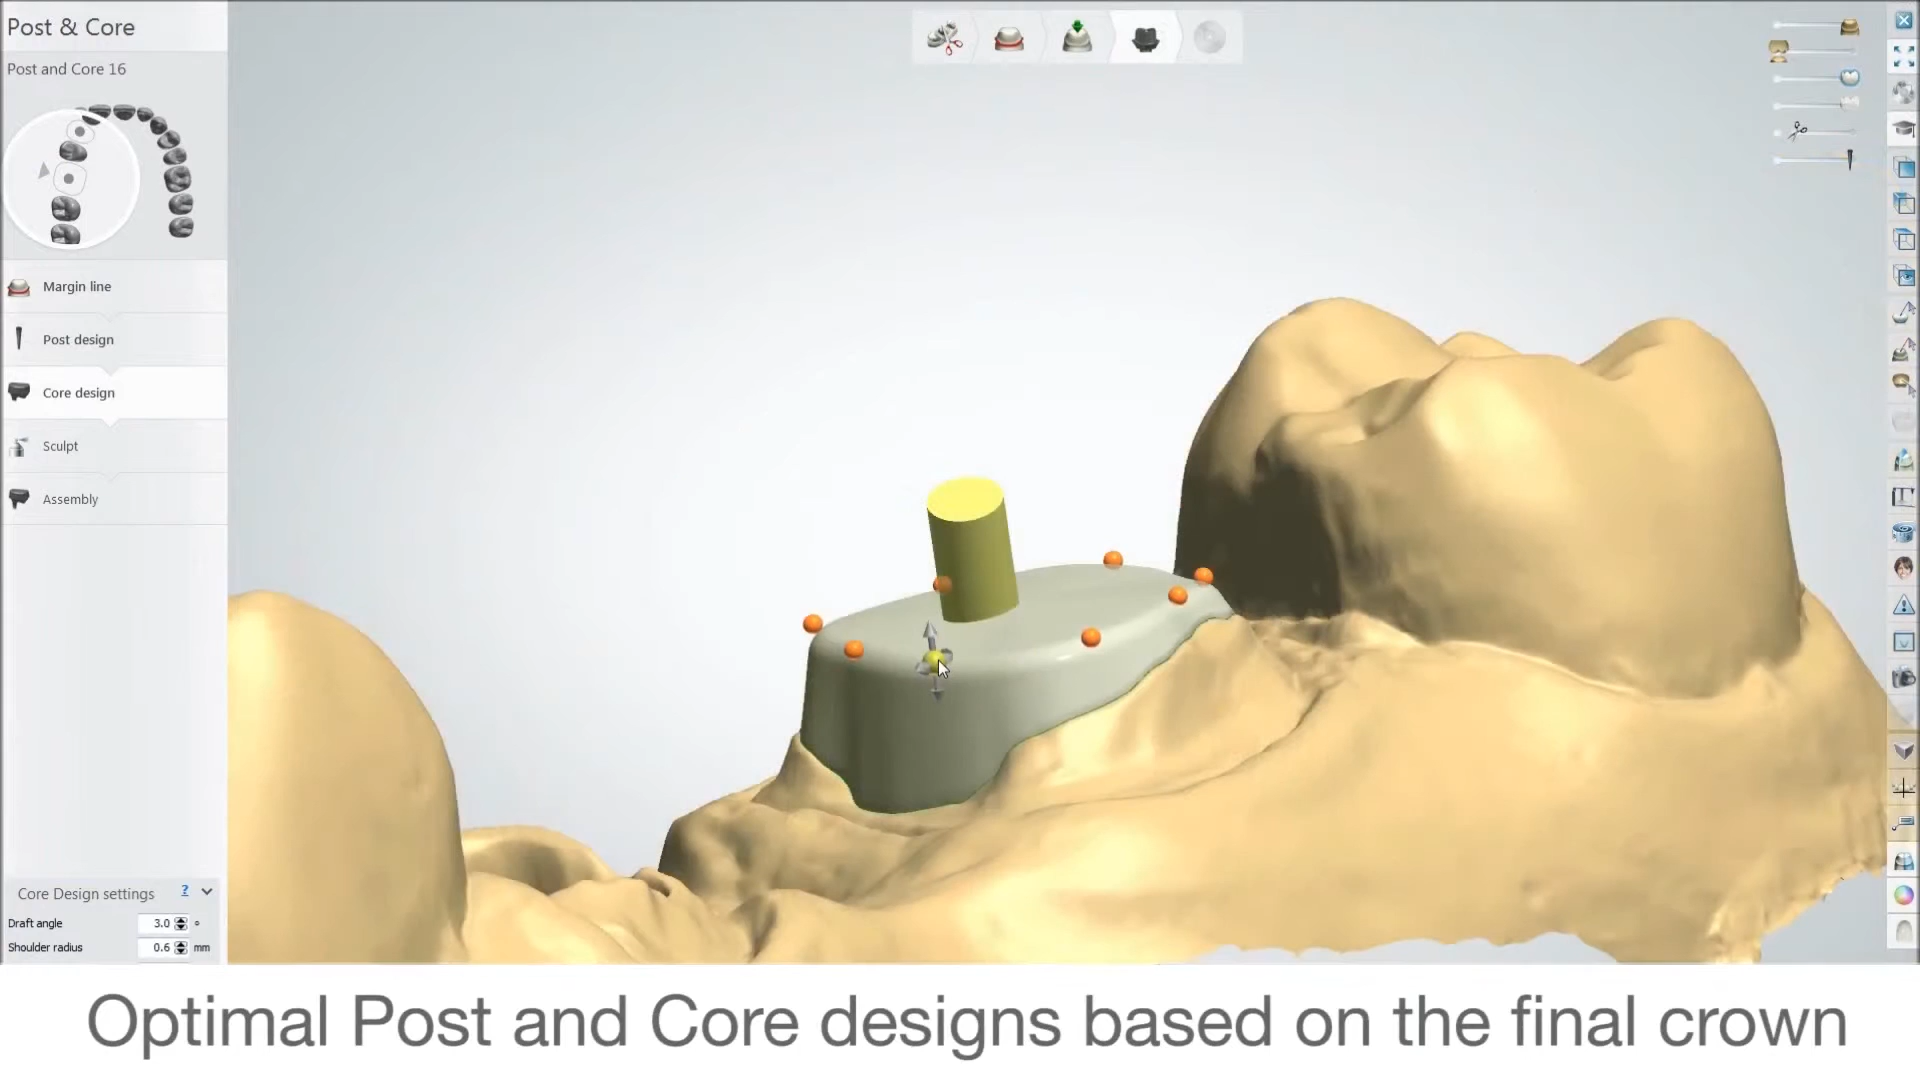 Post & Core
Post and Core 16
Margin line
Post design
Core design
Sculpt
Assembly
Core Design settings ?
Draft angle 3.0 °
Shoulder radius 0.6 mm
Optimal Post and Core designs based on the final crown